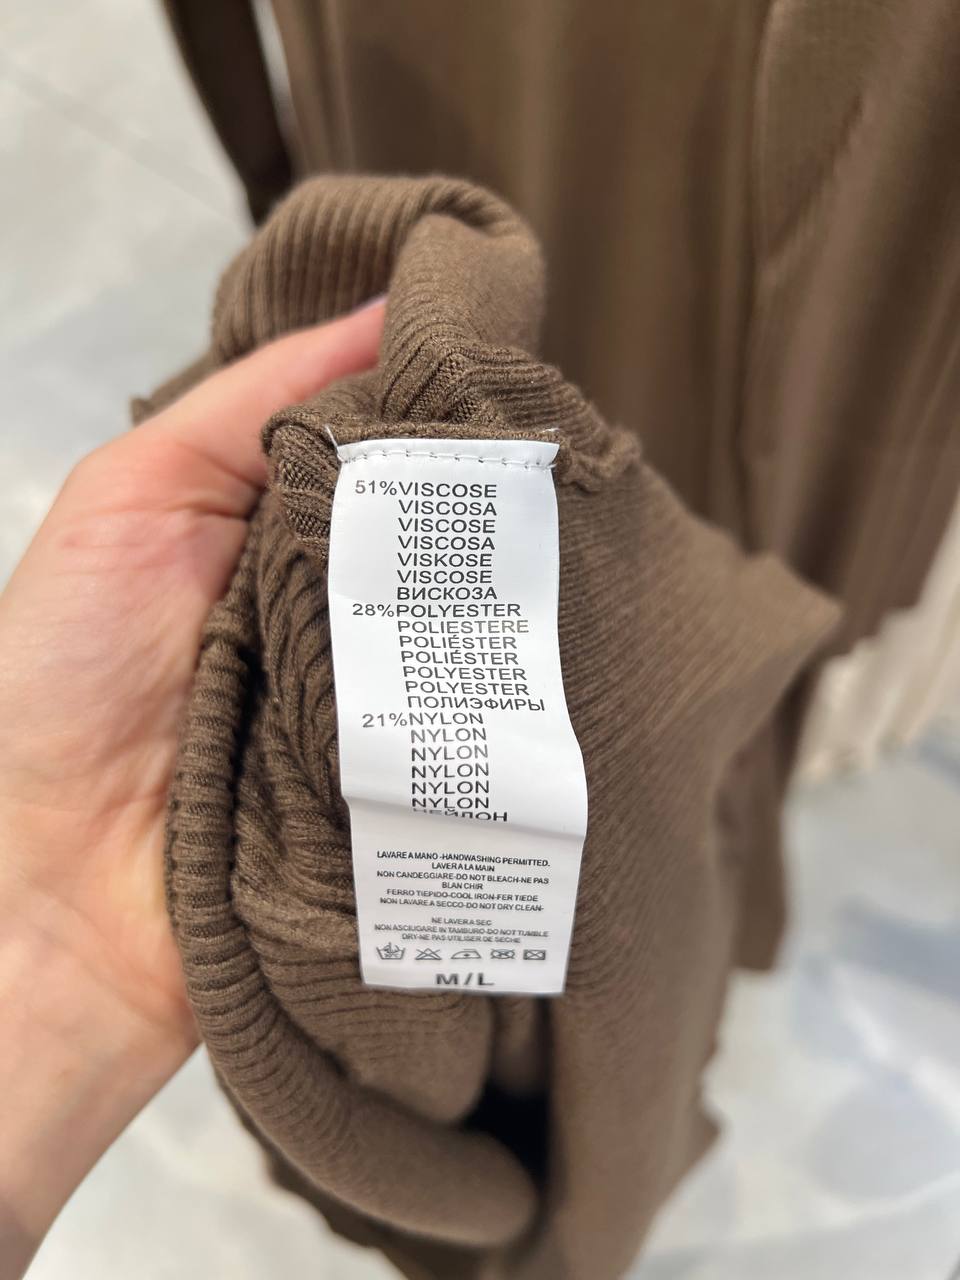 51%VISCOSE
VISCOSA
VISCOSE
VISCOSA
VISKOSE
VISCOSE
ВИСКОЗА
28%POLYESTER
POLIESTERE
POLIÉSTER
POLIÉSTER
POLYESTER
POLYESTER
ПОЛИЭФИРЫ
21%NYLON
NYLON
NYLON
NYLON
NYLON
NYLON
НЕЙЛОН
LAVARE A MANO -HANDWASHING PERMITTED.
LAVER A LA MAIN
NON CANDEGGIARE-DO NOT BLEACH-NE PAS
BLAN CHIR
FERRO TIEPIDO-COOL IRON-FER TIEDE
NON LAVARE A SECCO-DO NOT DRY CLEAN-
NE LAVER A SEC
NON ASCIUGARE IN TAMBURO-DO NOT TUMBLE
DRY-NE PAS UTILISER DE SECHE
M/L